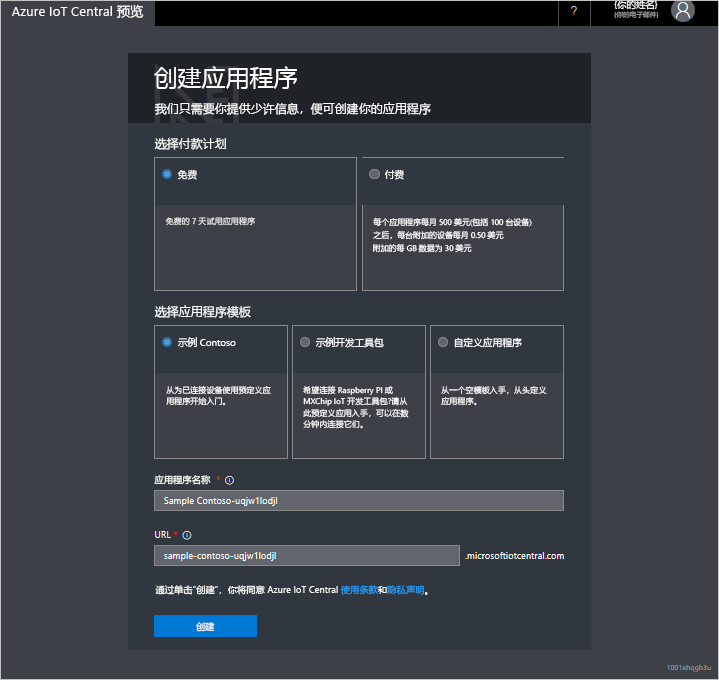 Azure IoT Central 预览
?
{你的姓名}
{你的电子邮件}
创建应用程序
我们只需要你提供少许信息，便可创建你的应用程序
选择付款计划
免费
付费
免费的 7 天试用应用程序
每个应用程序每月 500 美元(包括 100 台设备)
之后，每台附加的设备每月 0.50 美元
附加的每 GB 数据为 30 美元
选择应用程序模板
示例 Contoso
示例开发工具包
自定义应用程序
从为已连接设备使用预定义应
用程序开始入门。
希望连接 Raspberry PI 或
MXChip IoT 开发工具包?请从
此预定义应用入手，可以在数
分钟内连接它们。
从一个空模板入手，从头定义
应用程序。
应用程序名称 *
Sample Contoso-uqjw1lodjl
URL *
sample-contoso-uqjw1lodjl
.microsoftiotcentral.com
通过单击"创建"，你将同意 Azure IoT Central 使用条款和隐私声明。
创建
1001ehqgb3u